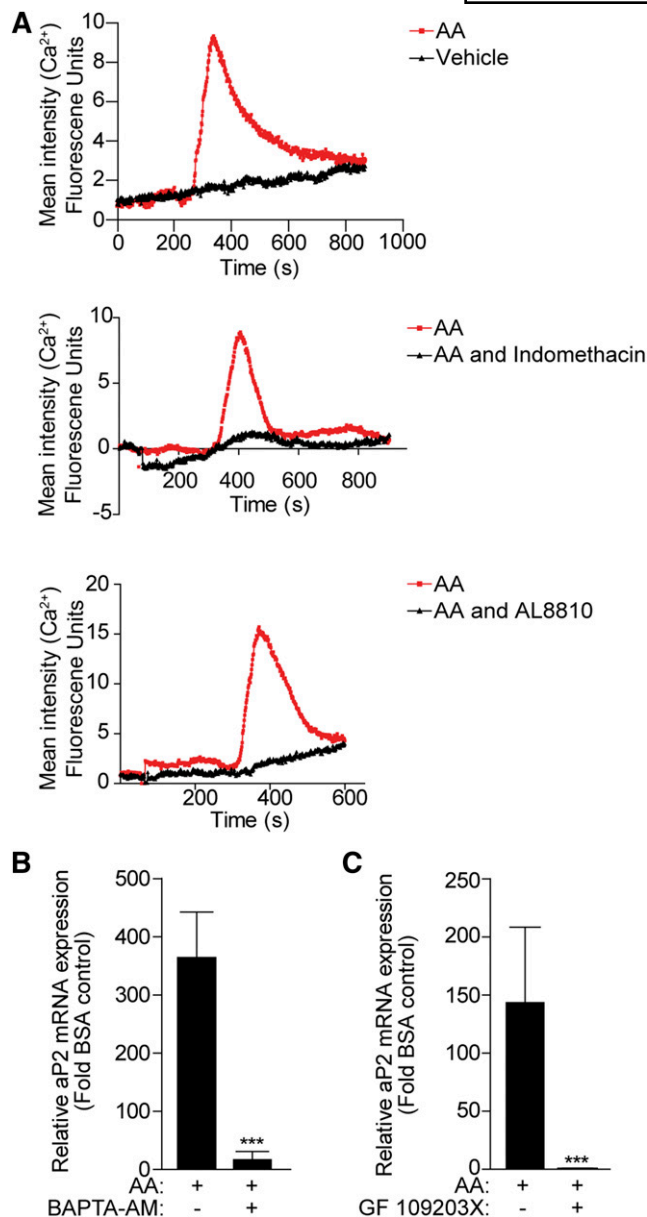 A
Mean intensity (Ca²⁺)
Fluorescene Units
10
8
6
4
2
0
0 200 400 600 800 1000
Time (s)
AA
Vehicle
Mean intensity (Ca²⁺)
Fluorescene Units
10
5
0
-5
200 400 600 800
Time (s)
AA
AA and Indomethacin
Mean intensity (Ca²⁺)
Fluorescene Units
20
15
10
5
0
200 400 600
Time (s)
AA
AA and AL8810
B
Relative aP2 mRNA expression
(Fold BSA control)
500
400
300
200
100
0
***
AA: + +
BAPTA-AM: - +
C
Relative aP2 mRNA expression
(Fold BSA control)
250
200
150
100
50
0
***
AA: + +
GF 109203X: - +